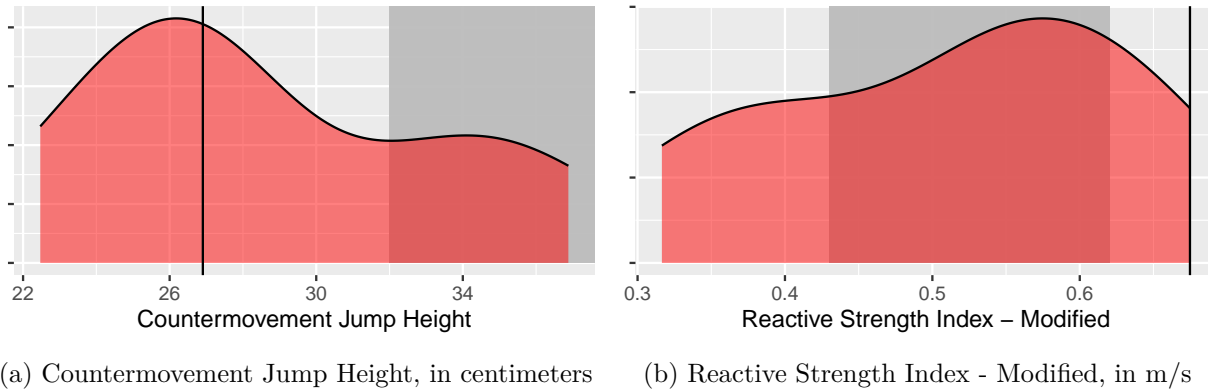 22 26 30 34
Countermovement Jump Height
(a) Countermovement Jump Height, in centimeters
0.3 0.4 0.5 0.6
Reactive Strength Index – Modified
(b) Reactive Strength Index - Modified, in m/s